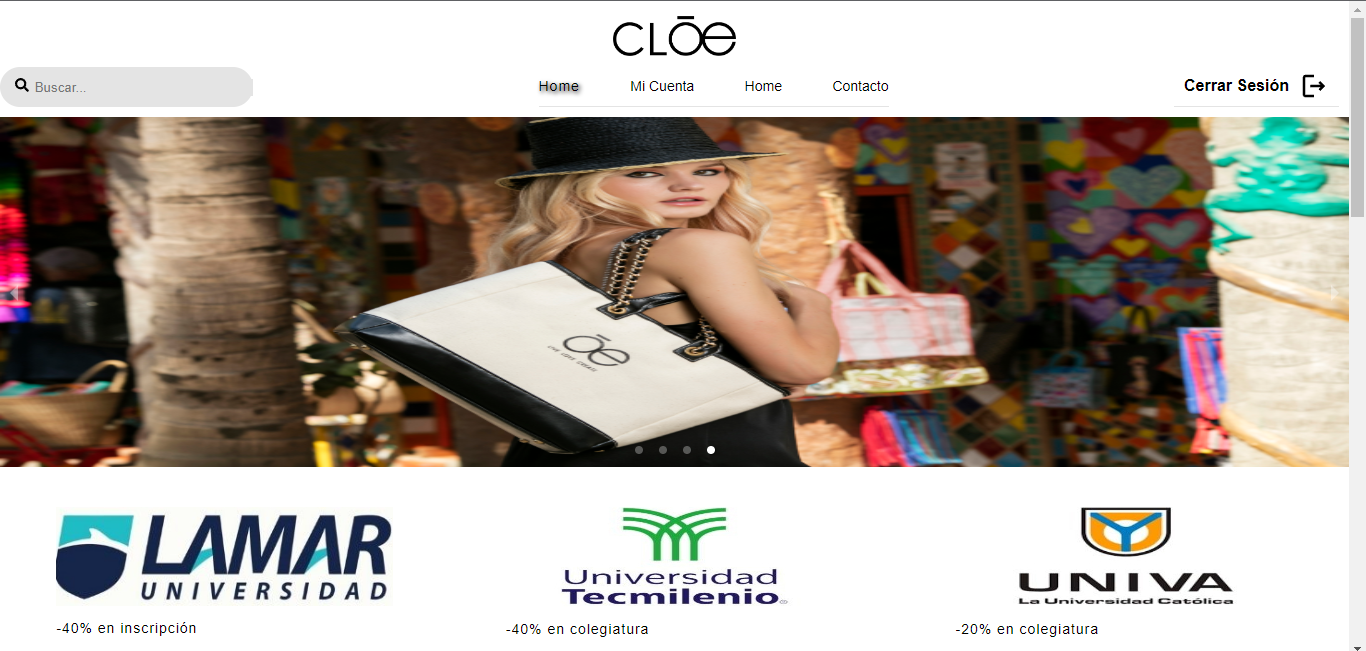 CLŌE
Buscar...
Home
Mi Cuenta
Home
Contacto
Cerrar Sesión
ōe
LAMAR
UNIVERSIDAD
-40% en inscripción
Universidad
Tecmilenio
-40% en colegiatura
UNIVA
La Universidad Católica
-20% en colegiatura